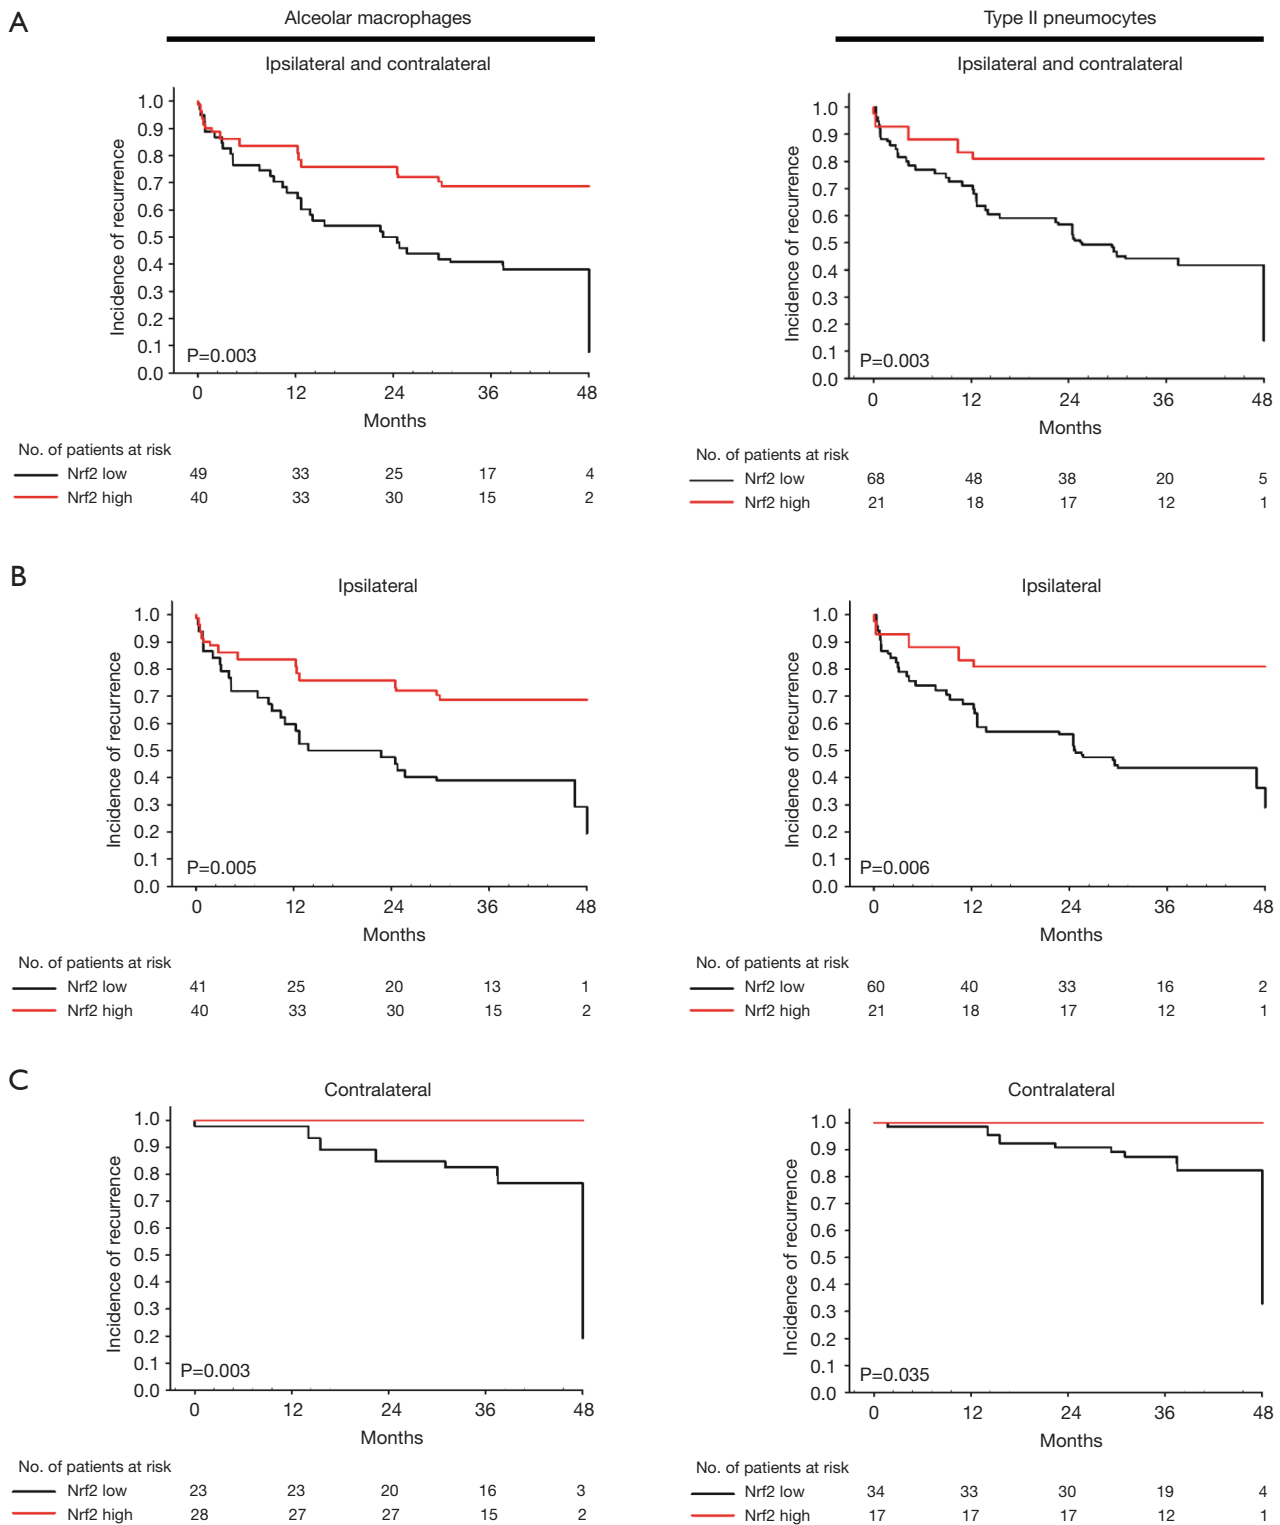 A
Alceolar macrophages
Ipsilateral and contralateral
Incidence of recurrence
1.0
0.9
0.8
0.7
0.6
0.5
0.4
0.3
0.2
0.1
0.0
P=0.003
0 12 24 36 48
Months
No. of patients at risk
Nrf2 low 49 33 25 17 4
Nrf2 high 40 33 30 15 2
Type II pneumocytes
Ipsilateral and contralateral
Incidence of recurrence
1.0
0.9
0.8
0.7
0.6
0.5
0.4
0.3
0.2
0.1
0.0
P=0.003
0 12 24 36 48
Months
No. of patients at risk
Nrf2 low 68 48 38 20 5
Nrf2 high 21 18 17 12 1
B
Ipsilateral
Incidence of recurrence
1.0
0.9
0.8
0.7
0.6
0.5
0.4
0.3
0.2
0.1
0.0
P=0.005
0 12 24 36 48
Months
No. of patients at risk
Nrf2 low 41 25 20 13 1
Nrf2 high 40 33 30 15 2
Ipsilateral
Incidence of recurrence
1.0
0.9
0.8
0.7
0.6
0.5
0.4
0.3
0.2
0.1
0.0
P=0.006
0 12 24 36 48
Months
No. of patients at risk
Nrf2 low 60 40 33 16 2
Nrf2 high 21 18 17 12 1
C
Contralateral
Incidence of recurrence
1.0
0.9
0.8
0.7
0.6
0.5
0.4
0.3
0.2
0.1
0.0
P=0.003
0 12 24 36 48
Months
No. of patients at risk
Nrf2 low 23 23 20 16 3
Nrf2 high 28 27 27 15 2
Contralateral
Incidence of recurrence
1.0
0.9
0.8
0.7
0.6
0.5
0.4
0.3
0.2
0.1
0.0
P=0.035
0 12 24 36 48
Months
No. of patients at risk
Nrf2 low 34 33 30 19 4
Nrf2 high 17 17 17 12 1